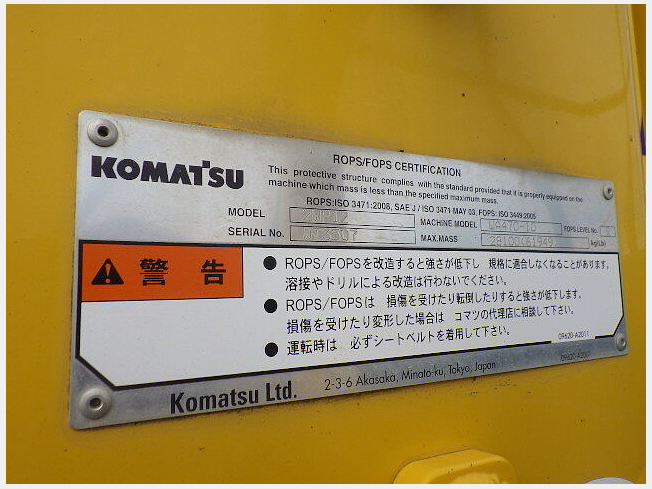 KOMATSU
ROPS/FOPS CERTIFICATION
This protective structure complies with the standard provided that it is properly equipped on the
machine which mass is less than the specified maximum mass.
ROPS:ISO 3471:2008, SAE J / ISO 3471 MAY 03, FOPS: ISO 3449:2005
MODEL MACHINE MODEL WA470-10 FOPS LEVEL No.
SERIAL No. MAX.MASS 28100(61949) kg(Lb)
警告
● ROPS/FOPSを改造すると強さが低下し 規格に適合しなくなることがあります。
溶接やドリルによる改造は行わないでください。
● ROPS/FOPSは 損傷を受けたり転倒したりすると強さが低下します。
損傷を受けたり変形した場合は コマツの代理店に相談して下さい。
● 運転時は 必ずシートベルトを着用して下さい。
09620-A2011
09620-A2007
Komatsu Ltd. 2-3-6 Akasaka, Minato-ku, Tokyo, Japan